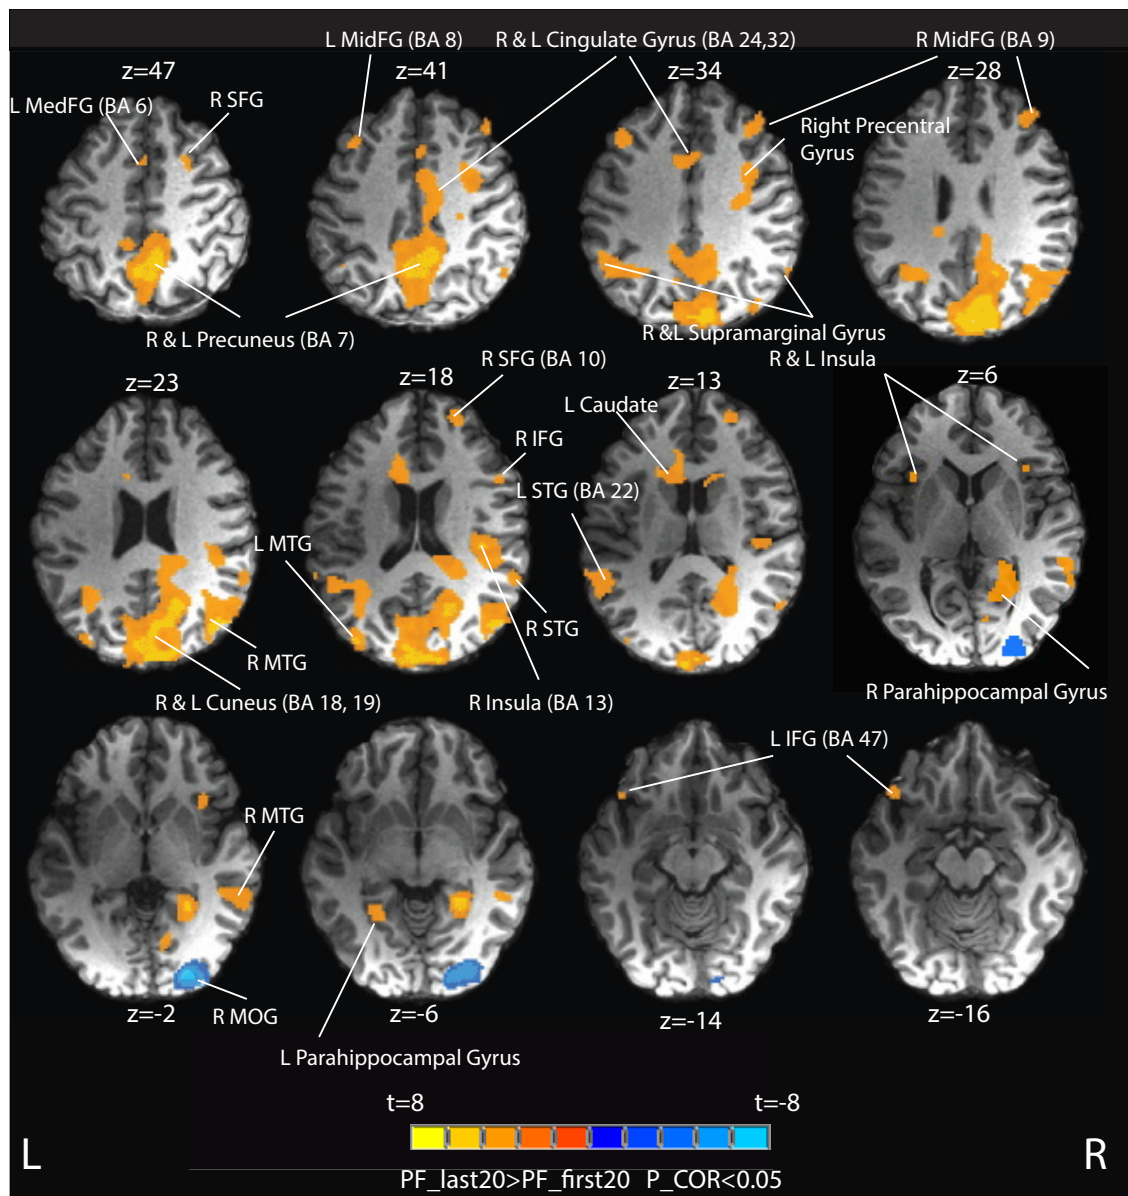 L MidFG (BA 8)
R & L Cingulate Gyrus (BA 24,32)
R MidFG (BA 9)
z=47
z=41
z=34
z=28
L MedFG (BA 6)
R SFG
Right Precentral
Gyrus
R & L Precuneus (BA 7)
R &L Supramarginal Gyrus
R & L Insula
R SFG (BA 10)
z=23
z=18
z=13
z=6
L Caudate
R IFG
L STG (BA 22)
L MTG
R STG
R MTG
R & L Cuneus (BA 18, 19)
R Insula (BA 13)
R Parahippocampal Gyrus
L IFG (BA 47)
R MTG
z=-2
R MOG
z=-6
z=-14
z=-16
L Parahippocampal Gyrus
t=8
t=-8
L
R
PF_last20>PF_first20 P_COR<0.05